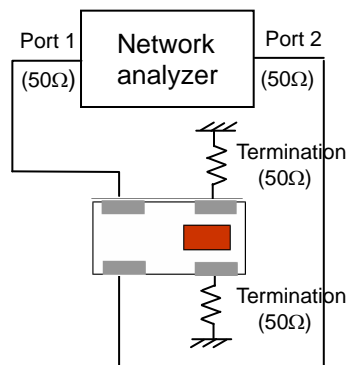 Port 1
Network
analyzer
Port 2
(50Ω)
(50Ω)
Termination
(50Ω)
Termination
(50Ω)